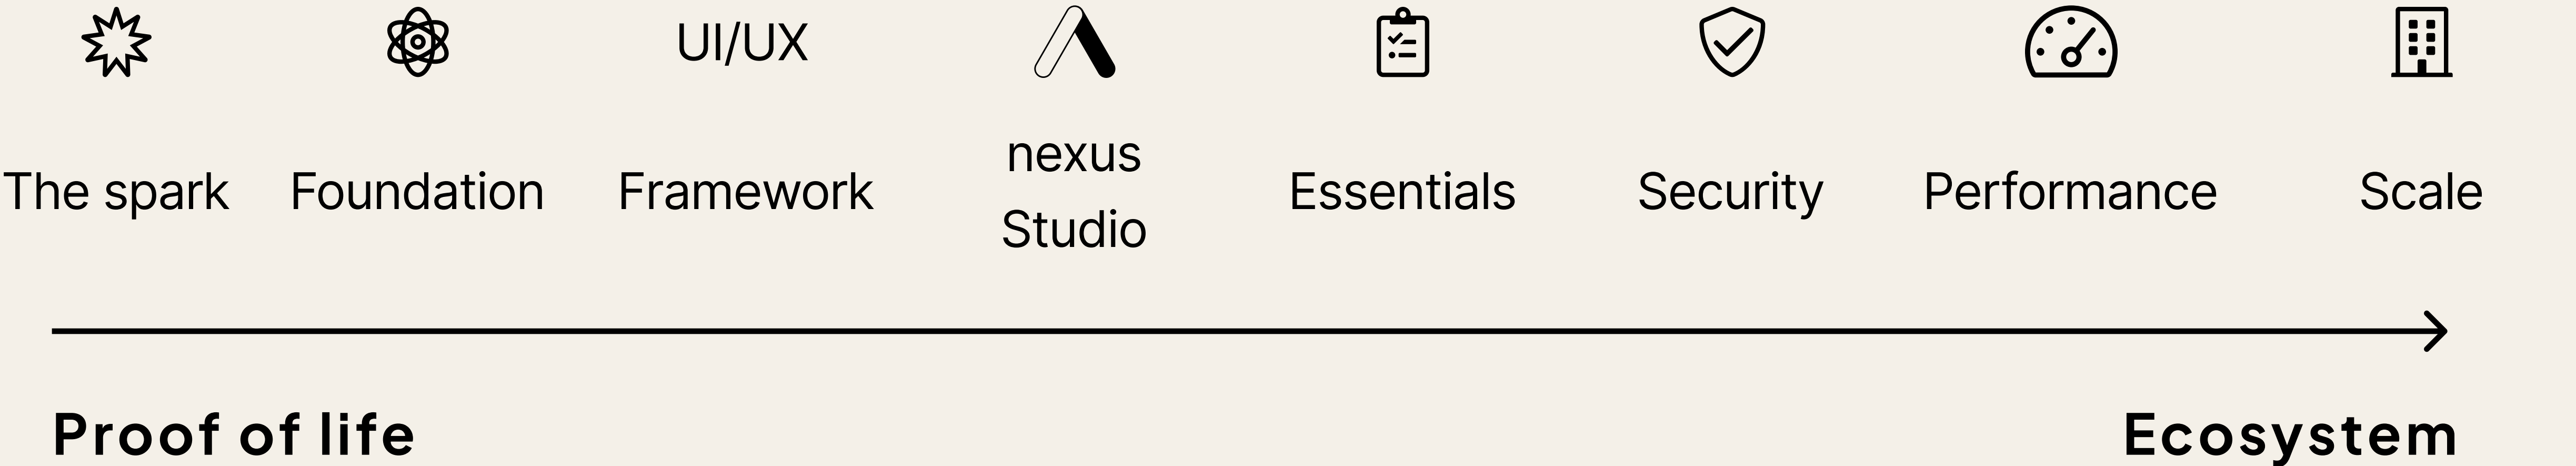 UI/UX
The spark
Foundation
Framework
nexus
Studio
Essentials
Security
Performance
Scale
Proof of life
Ecosystem